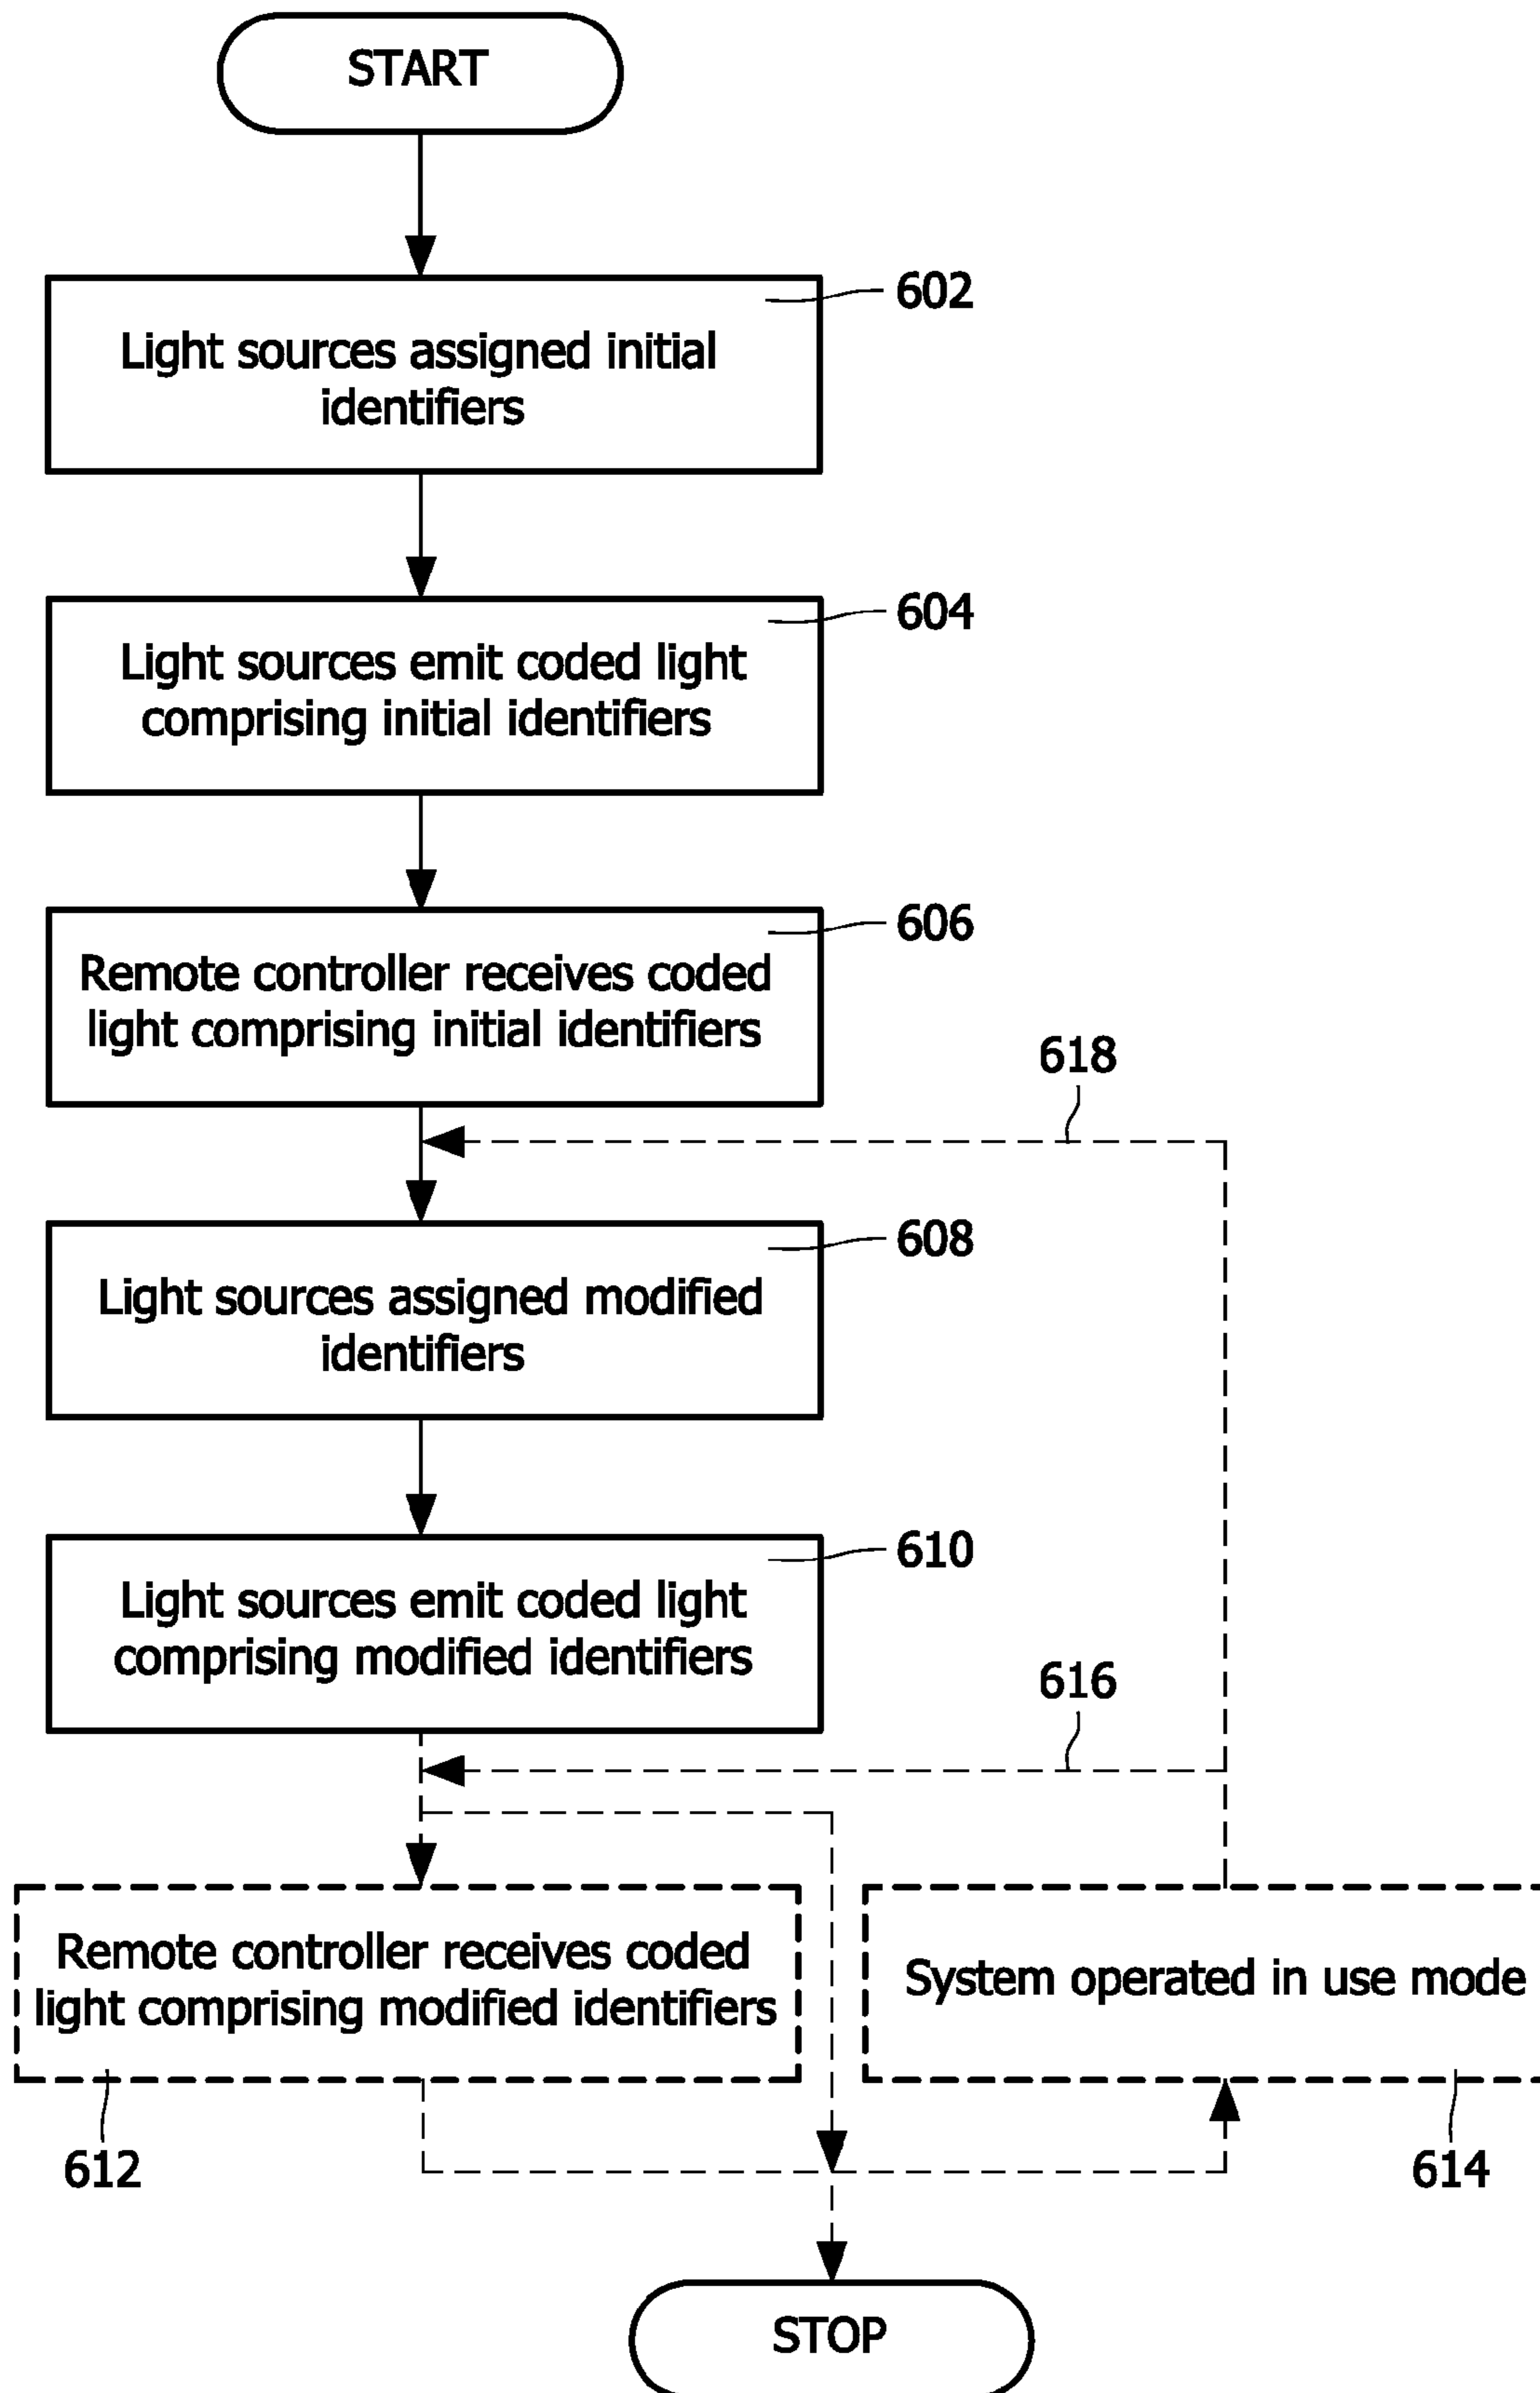 START
602
Light sources assigned initial
identifiers
604
Light sources emit coded light
comprising initial identifiers
606
Remote controller receives coded
light comprising initial identifiers
618
608
Light sources assigned modified
identifiers
610
Light sources emit coded light
comprising modified identifiers
616
Remote controller receives coded
light comprising modified identifiers
System operated in use mode
612
614
STOP